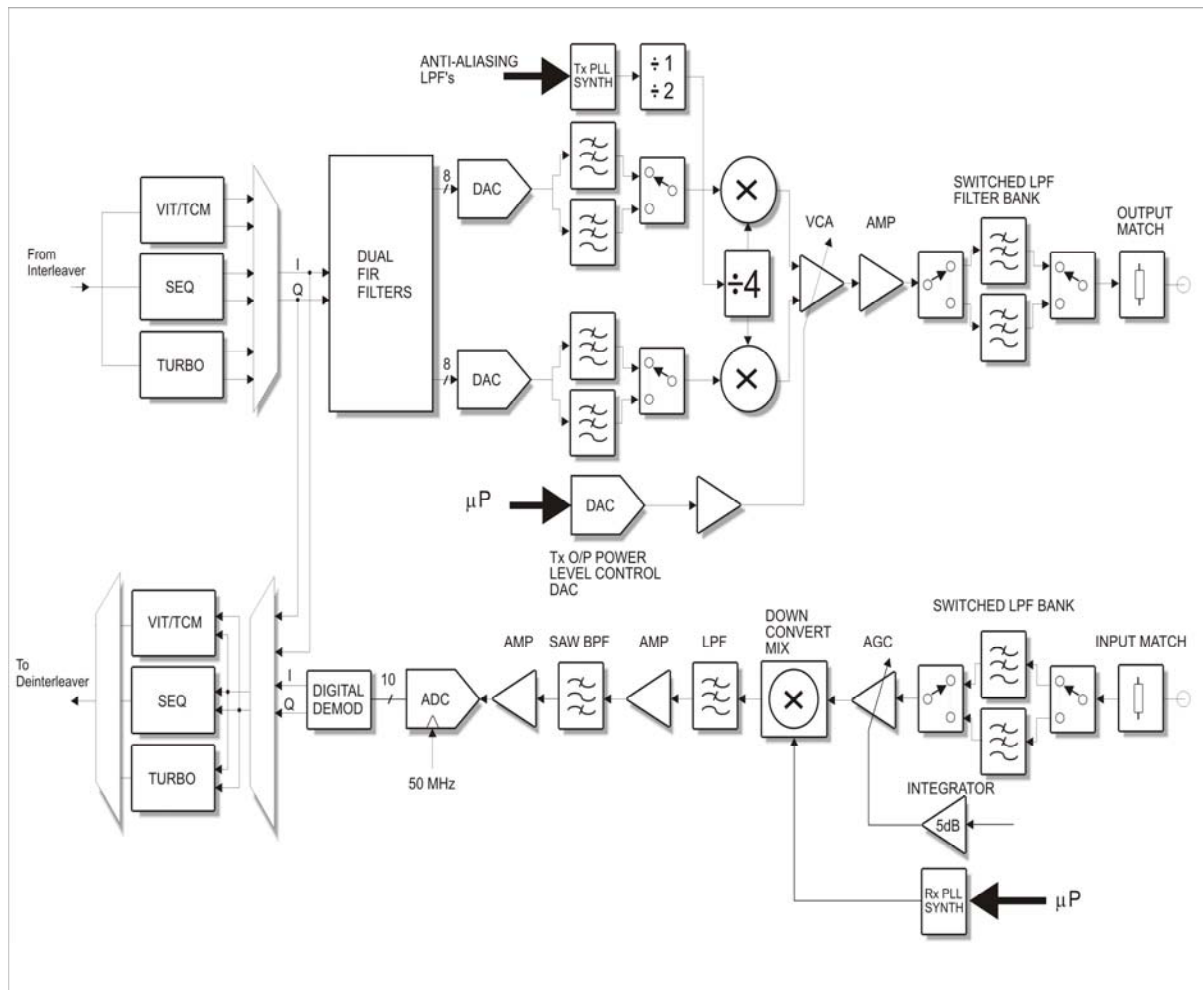 ANTI-ALIASING
LPF's
Tx PLL
SYNTH
÷1
÷2
VIT/TCM
SEQ
TURBO
From
Interleaver
I
Q
DUAL
FIR
FILTERS
8
DAC
8
DAC
÷4
VCA
AMP
SWITCHED LPF
FILTER BANK
OUTPUT
MATCH
µP
DAC
Tx O/P POWER
LEVEL CONTROL
DAC
To
Deinterleaver
VIT/TCM
SEQ
TURBO
I
Q
DIGITAL
DEMOD
10
ADC
50 MHz
AMP
SAW BPF
AMP
LPF
DOWN
CONVERT
MIX
AGC
SWITCHED LPF BANK
INPUT MATCH
INTEGRATOR
5dB
Rx PLL
SYNTH
µP